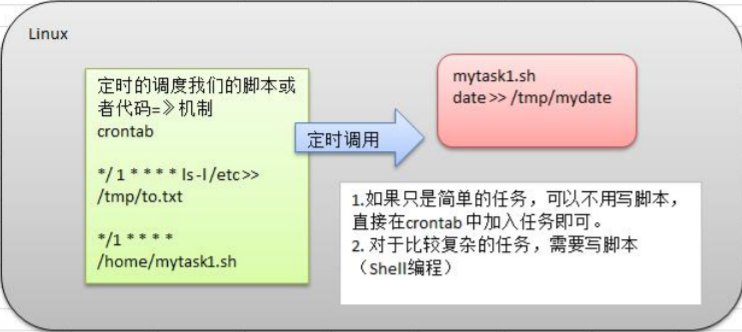 Linux
定时的调度我们的脚本或
者代码=》机制
crontab
*/ 1 * * * * ls -l /etc >>
/tmp/to.txt
*/1 * * * *
/home/mytask1.sh
定时调用
mytask1.sh
date >> /tmp/mydate
1.如果只是简单的任务，可以不用写脚本，
直接在crontab 中加入任务即可。
2. 对于比较复杂的任务，需要写脚本
（Shell编程）